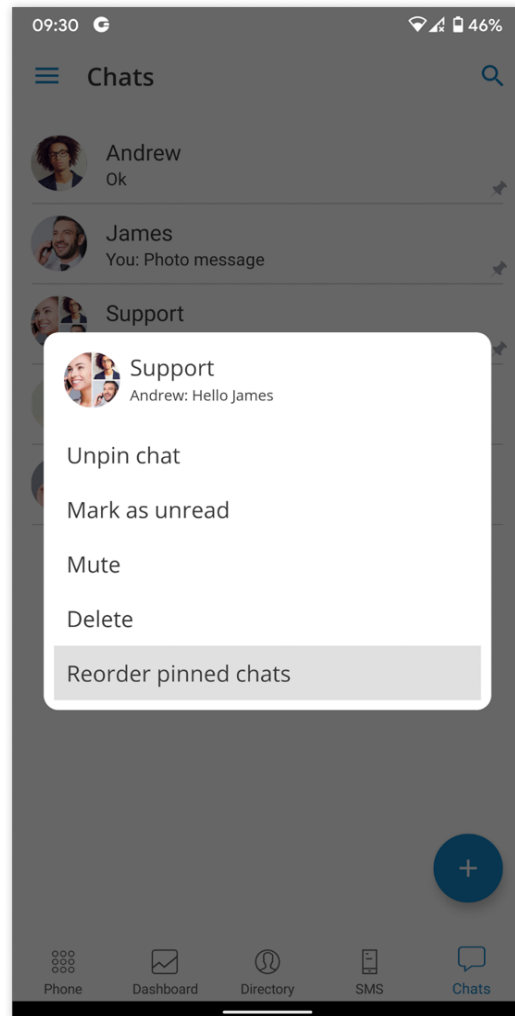 09:30
46%
Chats
Andrew
Ok
James
You: Photo message
Support
Support
Andrew: Hello James
Unpin chat
Mark as unread
Mute
Delete
Reorder pinned chats
Phone
Dashboard
Directory
SMS
Chats